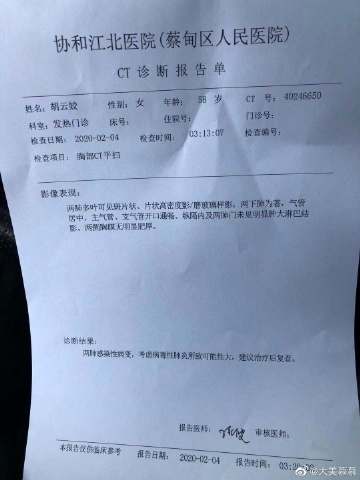 协和江北医院(蔡甸区人民医院)
CT 诊断报告单
姓名: 胡云 性别: 女 年龄: 58 岁 CT 号: 40246650
科室: 发热门诊 床号: 住院号: 门诊号:
检查日期: 2020-02-04 检查时间: 03:13:07 检查编号:
检查项目: 胸部CT平扫
影像表现:
两肺多叶可见斑片状、片状高密度影/磨玻璃样影, 两下肺为著, 气管
居中, 主气管、支气管开口通畅, 纵隔内及两肺门未见明显肿大淋巴结
影, 两侧胸膜无明显肥厚。
诊断结果:
两肺感染性病变, 考虑病毒性肺炎所致可能性大, 建议治疗后复查。
报告医师: 审核医师:
本报告仅供临床参考 报告日期: 2020-02-04 报告时间: 03:
@大美慕慕